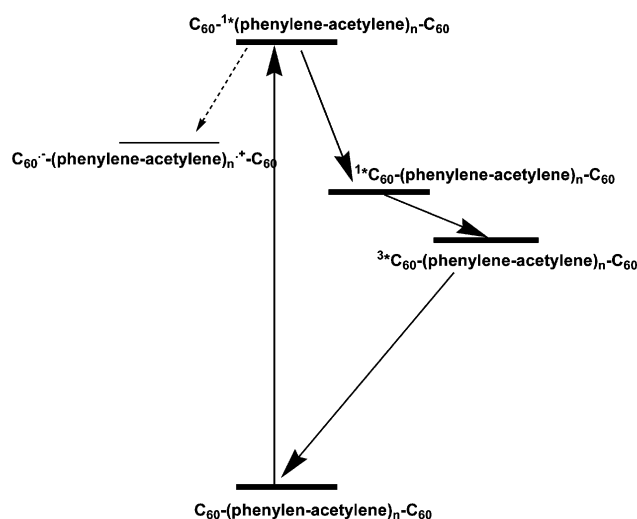 C₆₀-¹*(phenylene-acetylene)ₙ-C₆₀
C₆₀·⁻-(phenylene-acetylene)ₙ·⁺-C₆₀
¹*C₆₀-(phenylene-acetylene)ₙ-C₆₀
³*C₆₀-(phenylene-acetylene)ₙ-C₆₀
C₆₀-(phenylen-acetylene)ₙ-C₆₀